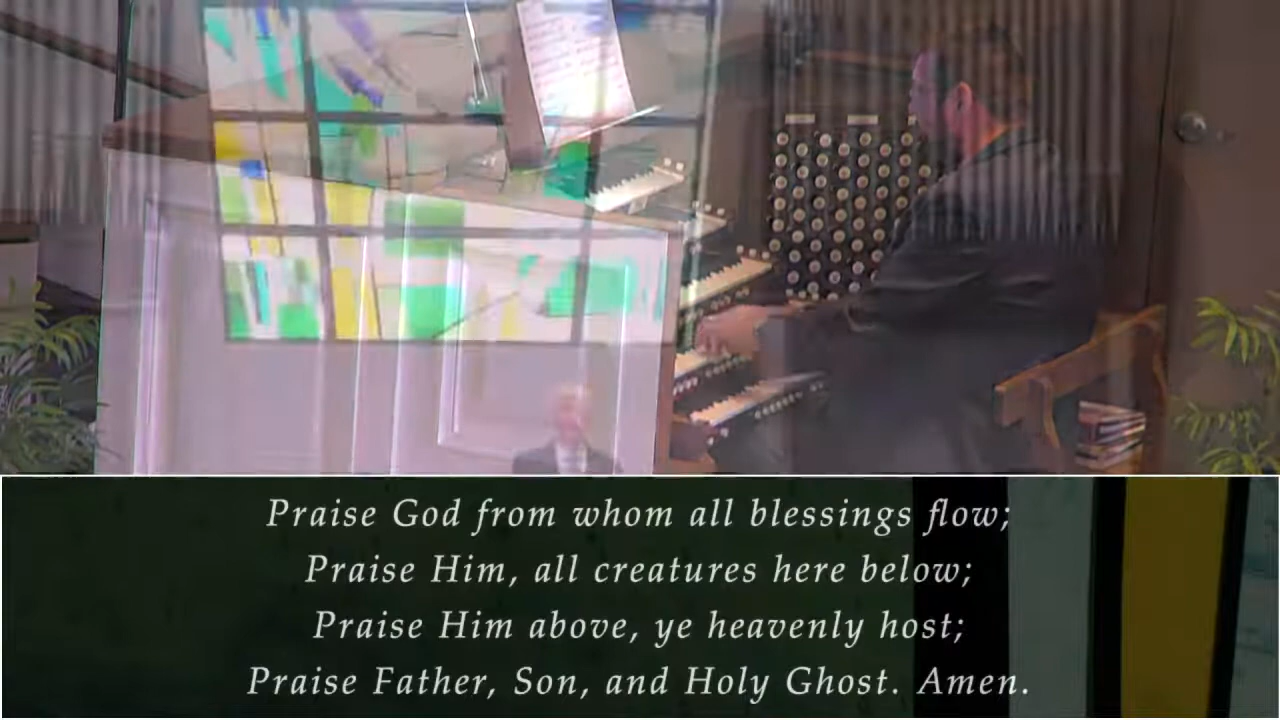 Praise God from whom all blessings flow;
Praise Him, all creatures here below;
Praise Him above, ye heavenly host;
Praise Father, Son, and Holy Ghost. Amen.